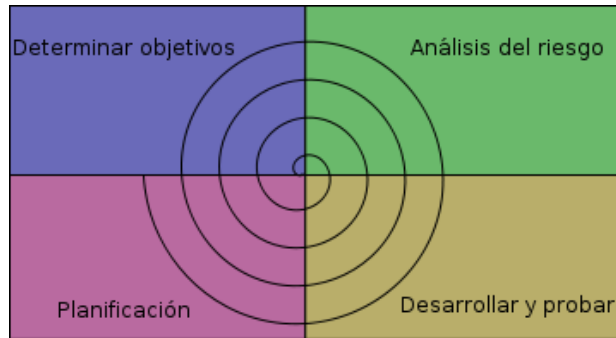 Determinar objetivos
Análisis del riesgo
Planificación
Desarrollar y probar